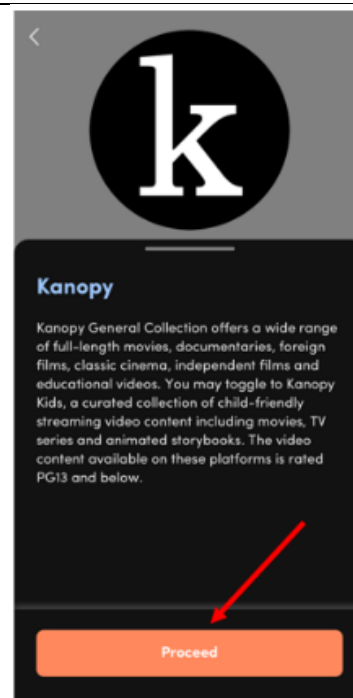 k
Kanopy
Kanopy General Collection offers a wide range
of full-length movies, documentaries, foreign
films, classic cinema, independent films and
educational videos. You may toggle to Kanopy
Kids, a curated collection of child-friendly
streaming video content including movies, TV
series and animated storybooks. The video
content available on these platforms is rated
PG13 and below.
Proceed